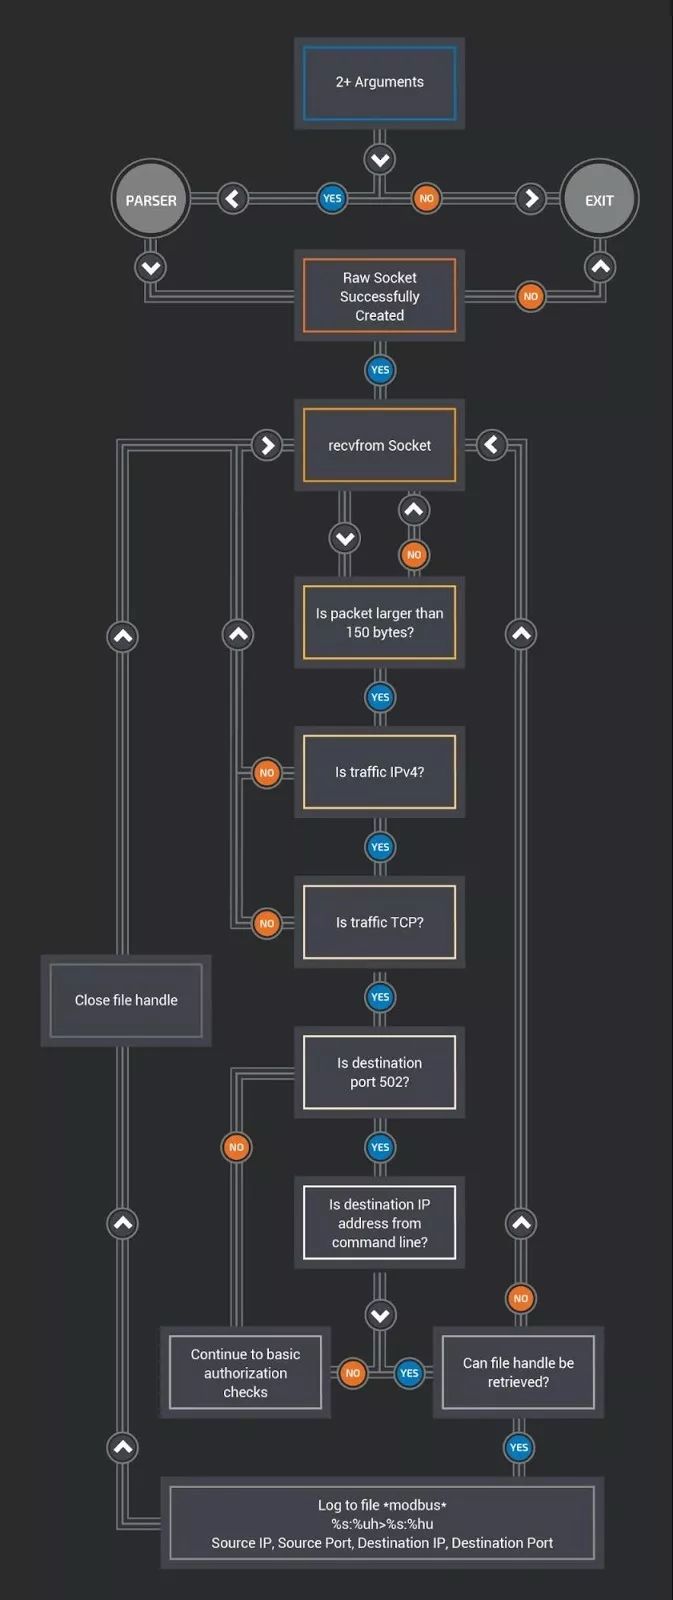 2+ Arguments
PARSER
YES
NO
EXIT
Raw Socket
Successfully
Created
NO
YES
recvfrom Socket
NO
Is packet larger than
150 bytes?
YES
Is traffic IPv4?
NO
YES
Is traffic TCP?
NO
YES
Close file handle
Is destination
port 502?
NO
YES
Is destination IP
address from
command line?
NO
Continue to basic
authorization
checks
NO
YES
Can file handle be
retrieved?
YES
Log to file *modbus*
%s:%uh>%s:%hu
Source IP, Source Port, Destination IP, Destination Port